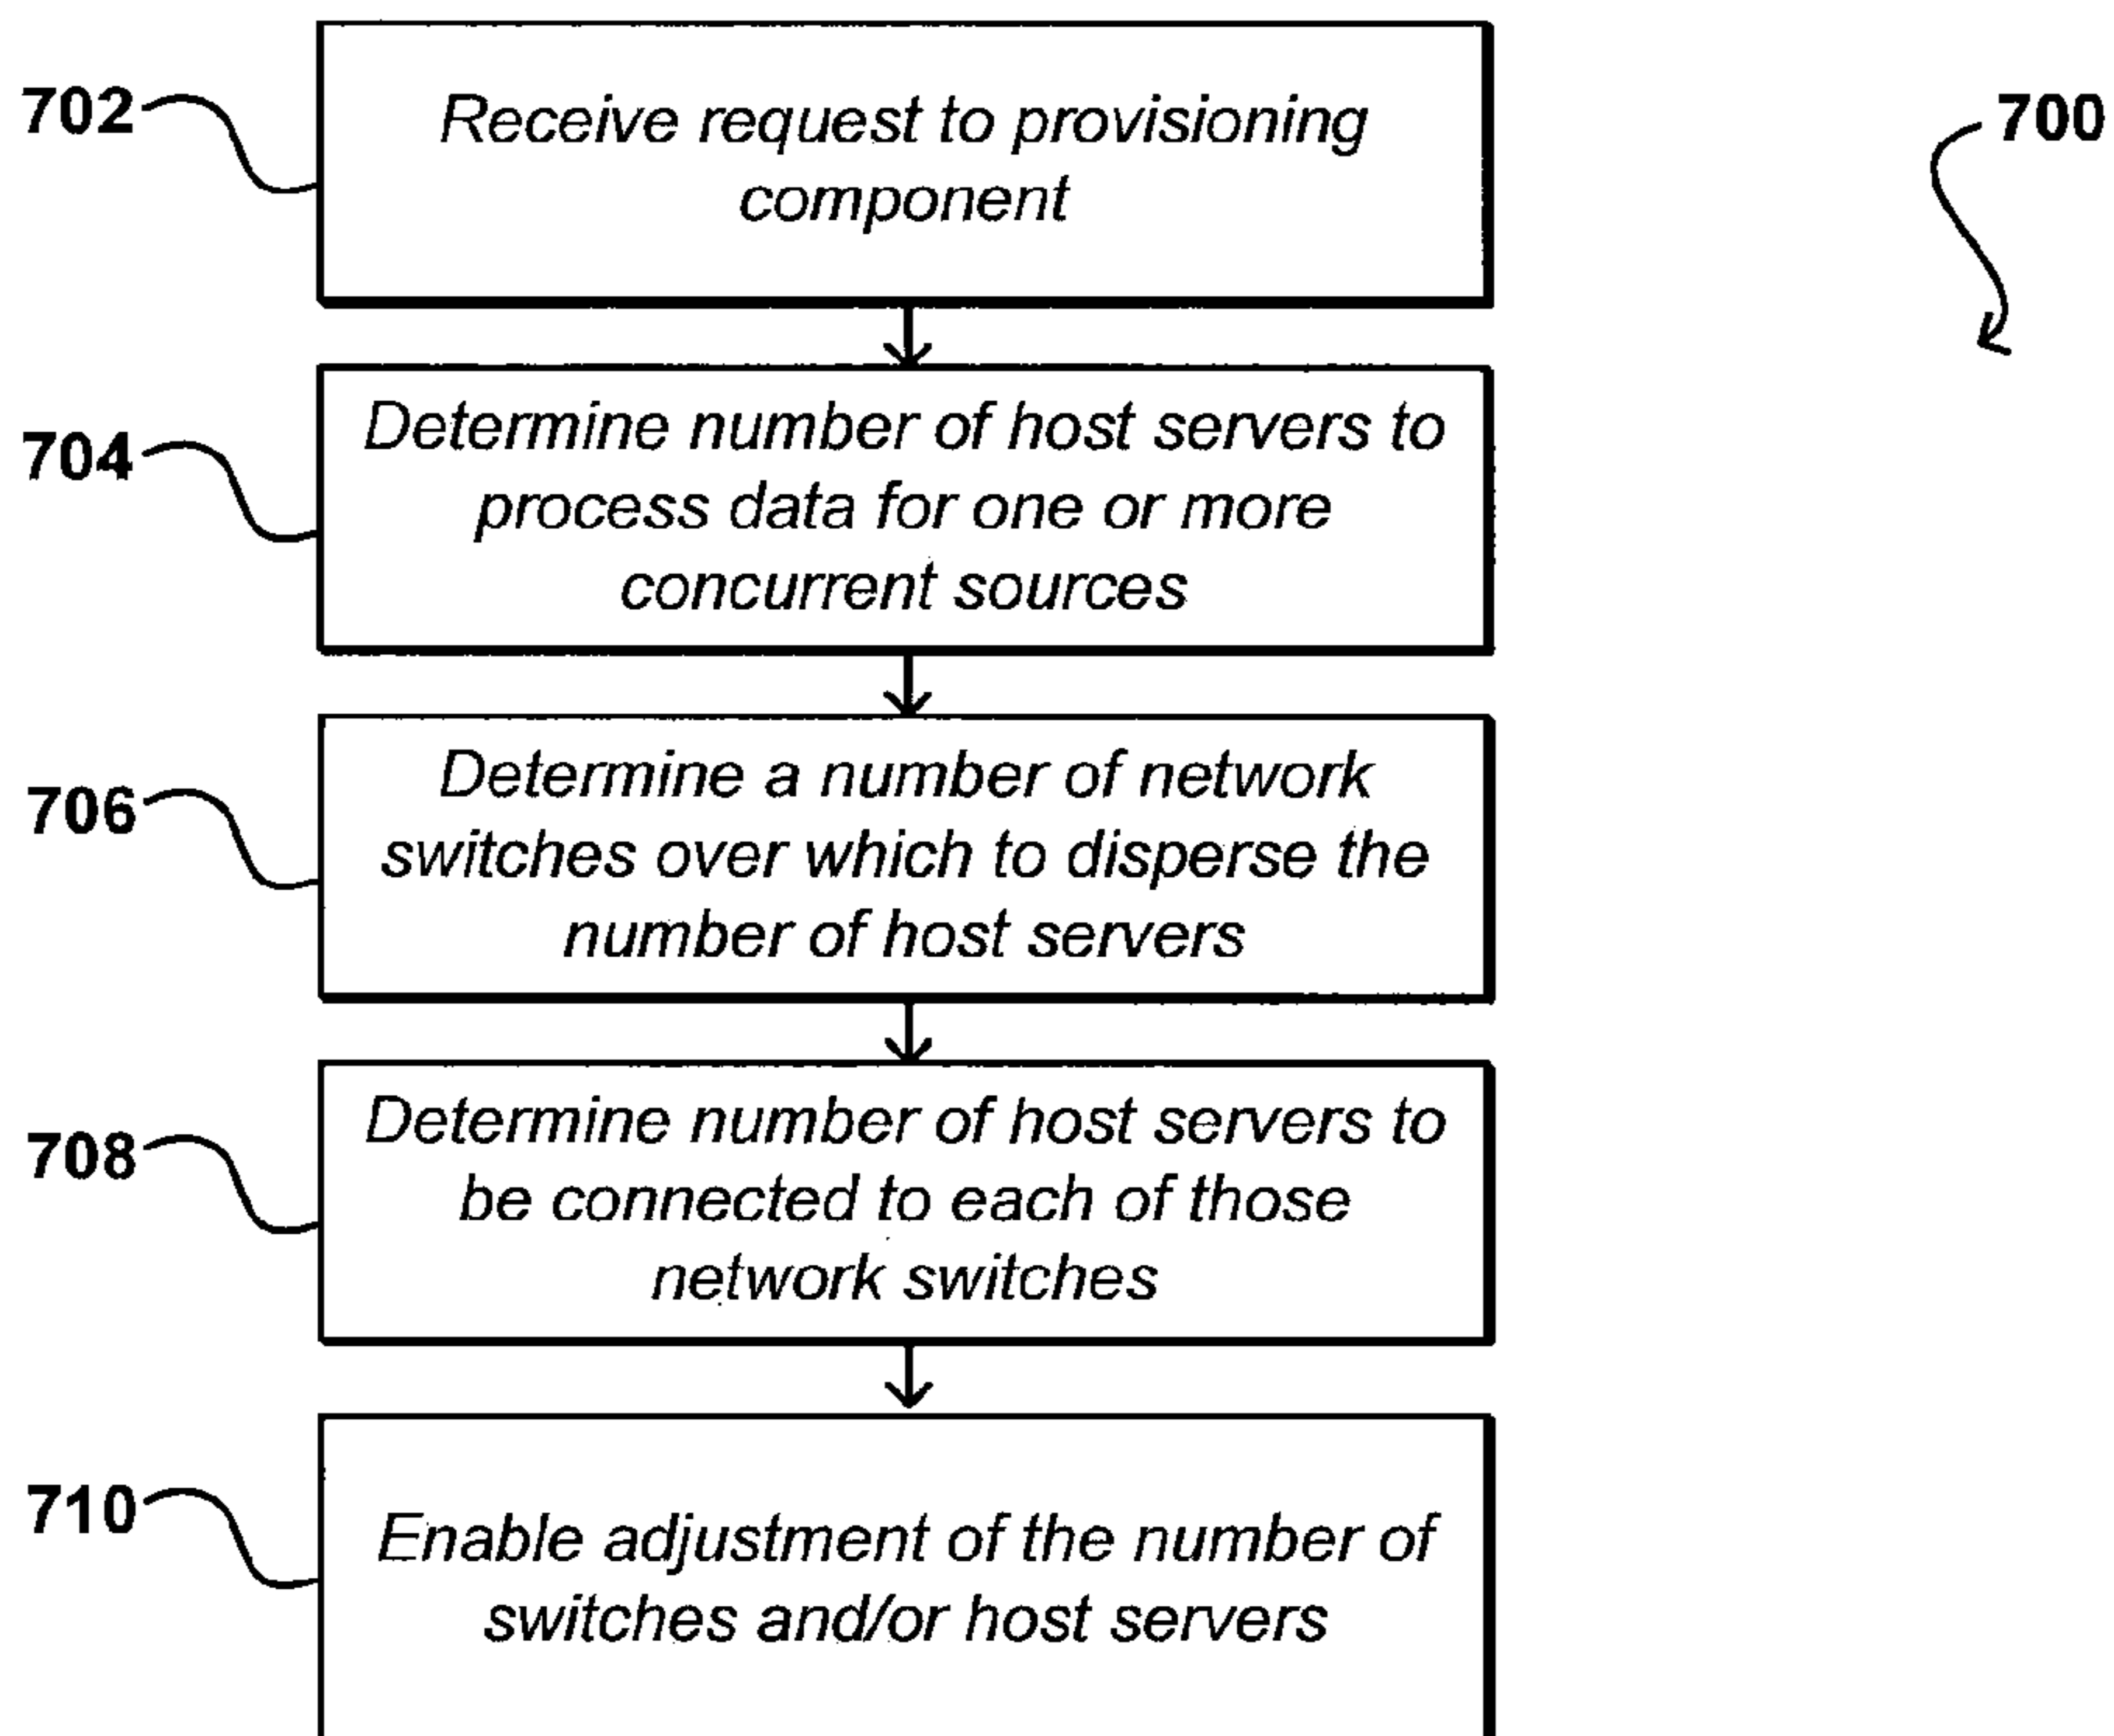 702
Receive request to provisioning
component
700
704
Determine number of host servers to
process data for one or more
concurrent sources
706
Determine a number of network
switches over which to disperse the
number of host servers
708
Determine number of host servers to
be connected to each of those
network switches
710
Enable adjustment of the number of
switches and/or host servers